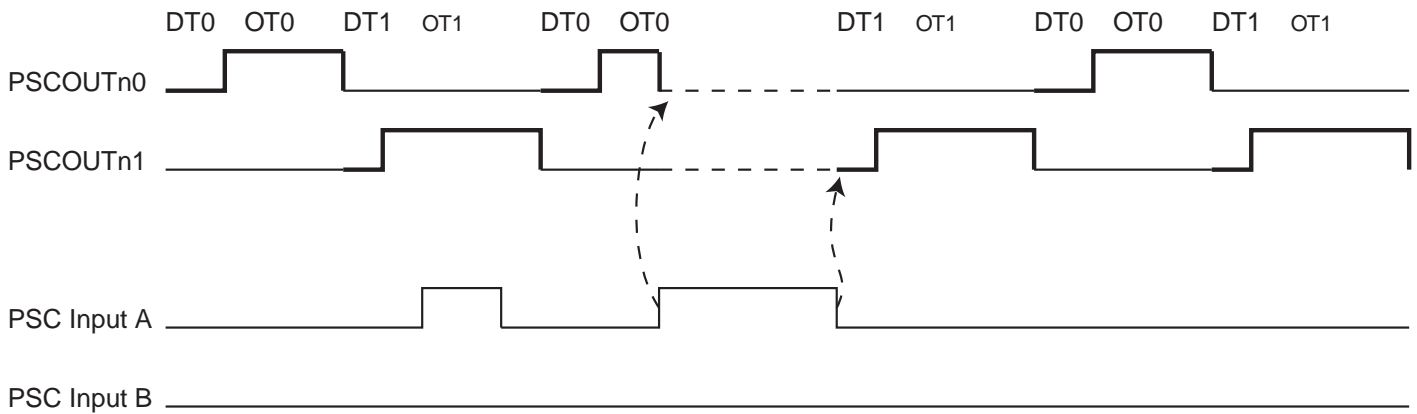 DT0 OT0 DT1 OT1 DT0 OT0 DT1 OT1 DT0 OT0 DT1 OT1
PSCOUTn0
PSCOUTn1
PSC Input A
PSC Input B